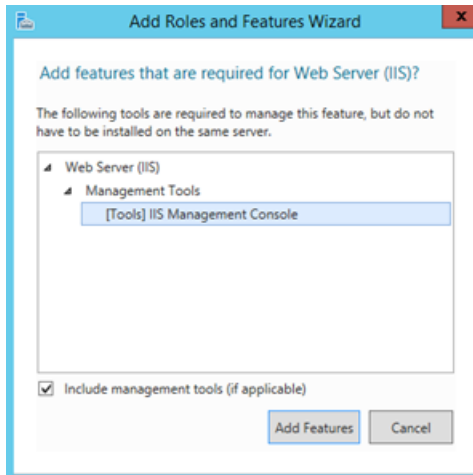 Add Roles and Features Wizard
x
Add features that are required for Web Server (IIS)?
The following tools are required to manage this feature, but do not
have to be installed on the same server.
Web Server (IIS)
Management Tools
[Tools] IIS Management Console
Include management tools (if applicable)
Add Features Cancel